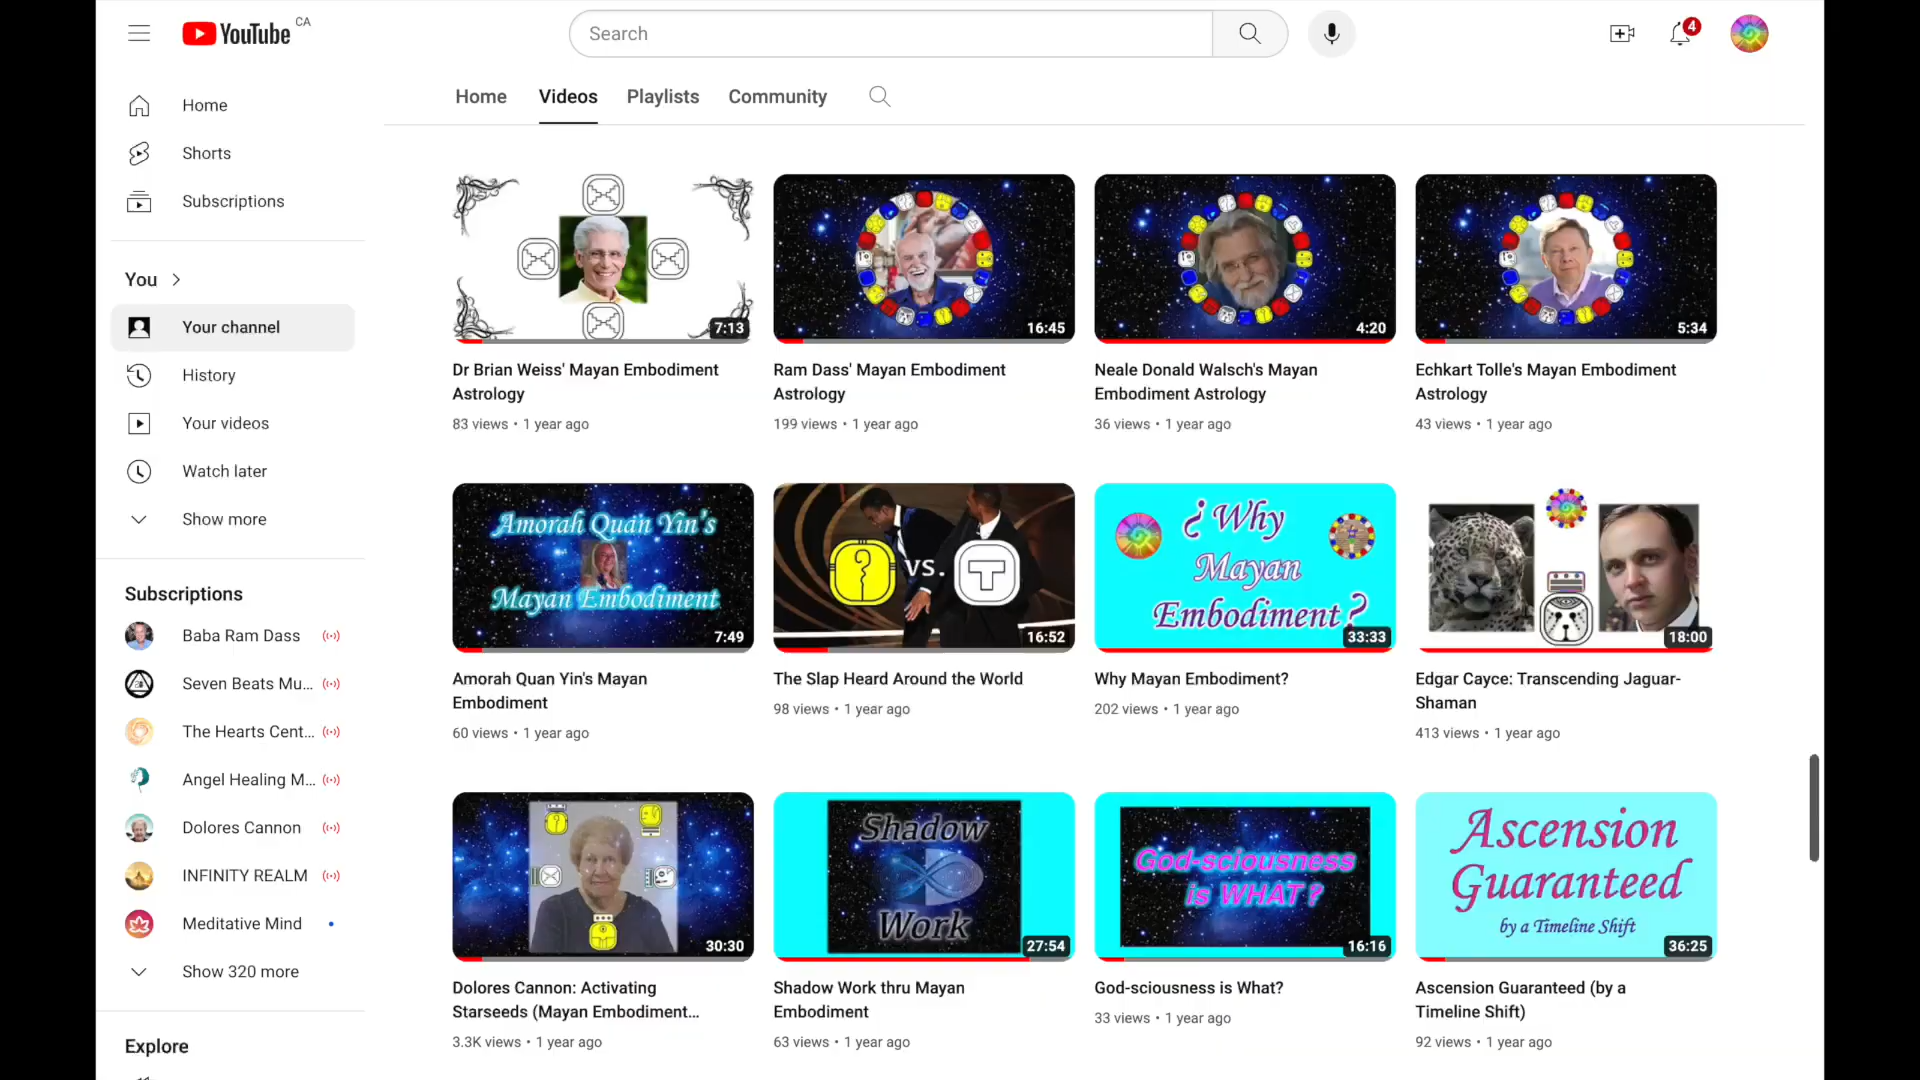 YouTube CA
Search
4
Home
Shorts
Subscriptions
You
Your channel
History
Your videos
Watch later
Show more
Subscriptions
Baba Ram Dass
Seven Beats Mu...
The Hearts Cent...
Angel Healing M...
Dolores Cannon
INFINITY REALM
Meditative Mind
Show 320 more
Explore
Home Videos Playlists Community
7:13
16:45
4:20
5:34
Dr Brian Weiss' Mayan Embodiment
Astrology
83 views • 1 year ago
Ram Dass' Mayan Embodiment
Astrology
199 views • 1 year ago
Neale Donald Walsch's Mayan
Embodiment Astrology
36 views • 1 year ago
Echkart Tolle's Mayan Embodiment
Astrology
43 views • 1 year ago
Amorah Quan Yin's
Mayan Embodiment
7:49
VS.
16:52
¿Why
Mayan
Embodiment?
33:33
18:00
Amorah Quan Yin's Mayan
Embodiment
60 views • 1 year ago
The Slap Heard Around the World
98 views • 1 year ago
Why Mayan Embodiment?
202 views • 1 year ago
Edgar Cayce: Transcending Jaguar-
Shaman
413 views • 1 year ago
30:30
Shadow
Work
27:54
God-sciousness
is WHAT?
16:16
Ascension
Guaranteed
by a Timeline Shift
36:25
Dolores Cannon: Activating
Starseeds (Mayan Embodiment...
3.3K views • 1 year ago
Shadow Work thru Mayan
Embodiment
63 views • 1 year ago
God-sciousness is What?
33 views • 1 year ago
Ascension Guaranteed (by a
Timeline Shift)
92 views • 1 year ago